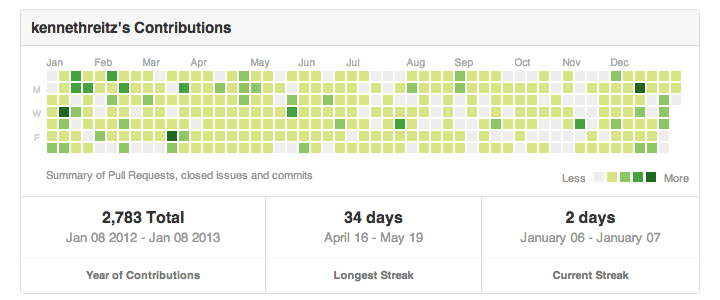 kennethreitz's Contributions
Jan Feb Mar Apr May Jun Jul Aug Sep Oct Nov Dec
M
W
F
Summary of Pull Requests, closed issues and commits
Less More
2,783 Total 34 days 2 days
Jan 08 2012 - Jan 08 2013 April 16 - May 19 January 06 - January 07
Year of Contributions Longest Streak Current Streak